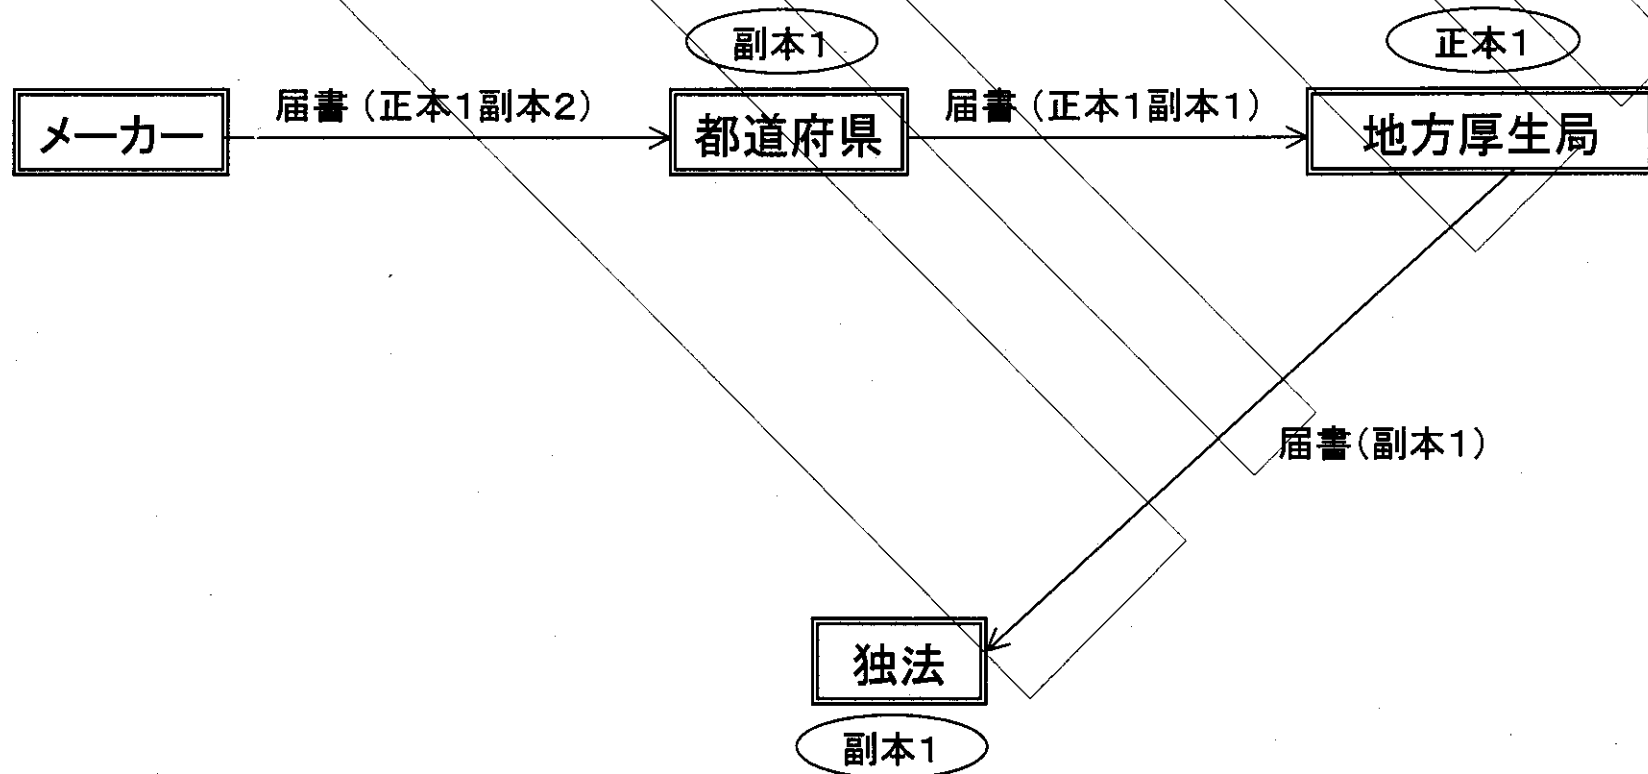 副本1
正本1
届書(正本1副本2)
届書(正本1副本1)
メーカー
都道府県
地方厚生局
届書(副本1)
独法
副本1